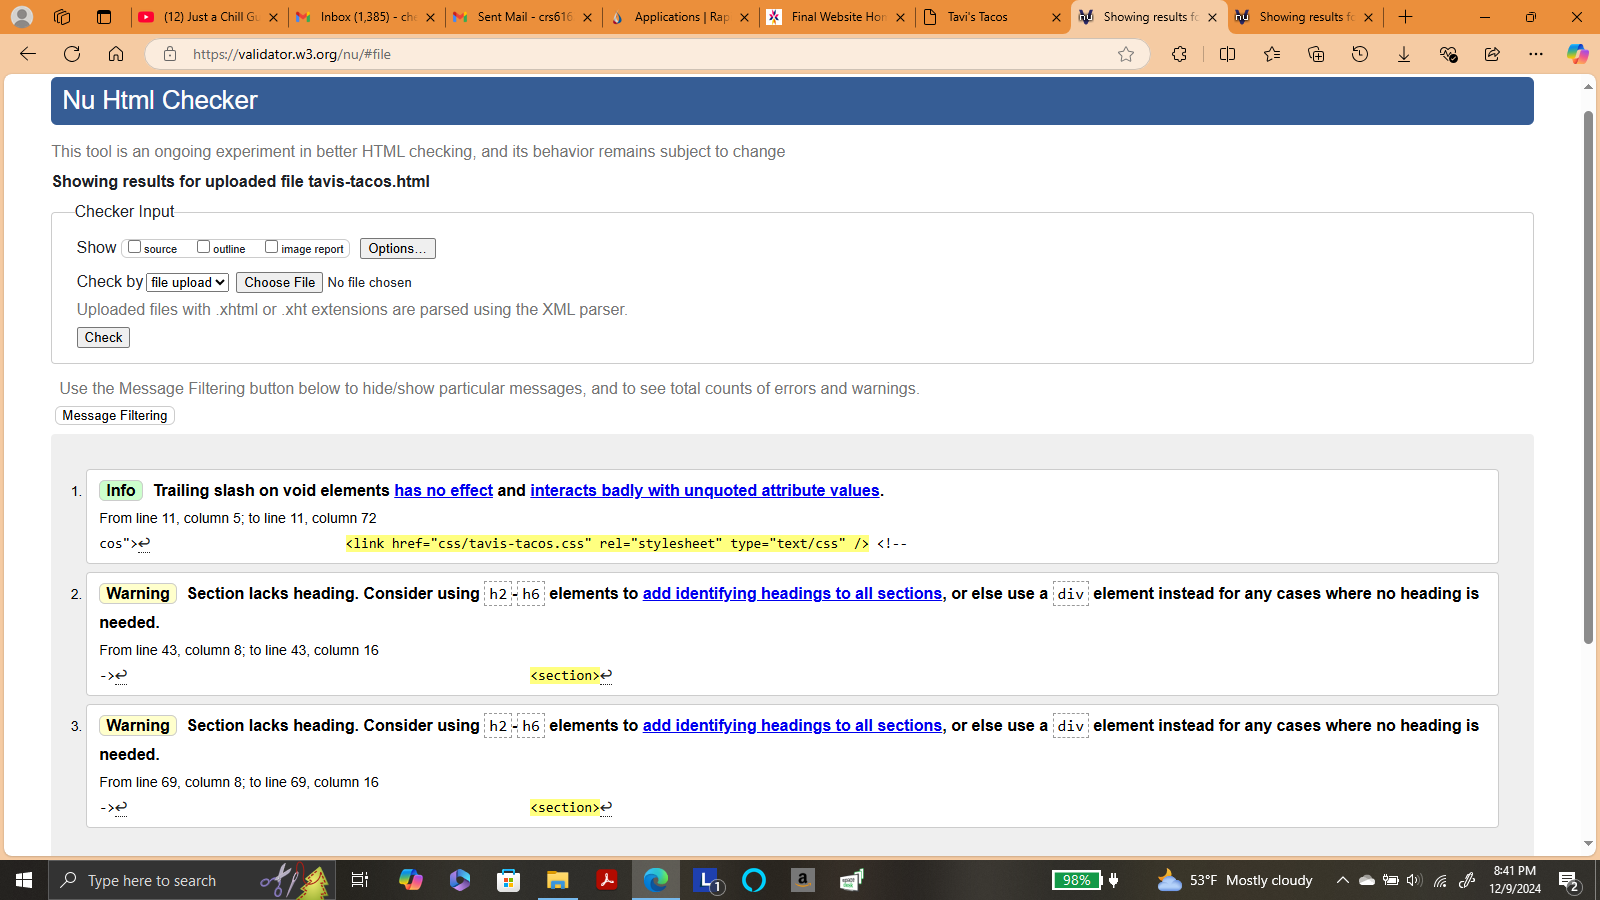 (12) Just a Chill Gu
Inbox (1,385) - che
Sent Mail - crs616
Applications | Rap
Final Website Hom
Tavi's Tacos
Showing results fo
Showing results fo
https://validator.w3.org/nu/#file
Nu Html Checker
This tool is an ongoing experiment in better HTML checking, and its behavior remains subject to change
Showing results for uploaded file tavis-tacos.html
Checker Input
Show source outline image report Options...
Check by file upload Choose File No file chosen
Uploaded files with .xhtml or .xht extensions are parsed using the XML parser.
Check
Use the Message Filtering button below to hide/show particular messages, and to see total counts of errors and warnings.
Message Filtering
1. Info Trailing slash on void elements has no effect and interacts badly with unquoted attribute values.
From line 11, column 5; to line 11, column 72
cos">↩ <link href="css/tavis-tacos.css" rel="stylesheet" type="text/css" /> <!--
2. Warning Section lacks heading. Consider using h2-h6 elements to add identifying headings to all sections, or else use a div element instead for any cases where no heading is
needed.
From line 43, column 8; to line 43, column 16
->↩ <section>↩
3. Warning Section lacks heading. Consider using h2-h6 elements to add identifying headings to all sections, or else use a div element instead for any cases where no heading is
needed.
From line 69, column 8; to line 69, column 16
->↩ <section>↩
Type here to search
L 1
a
98%
53°F Mostly cloudy
8:41 PM
12/9/2024
2